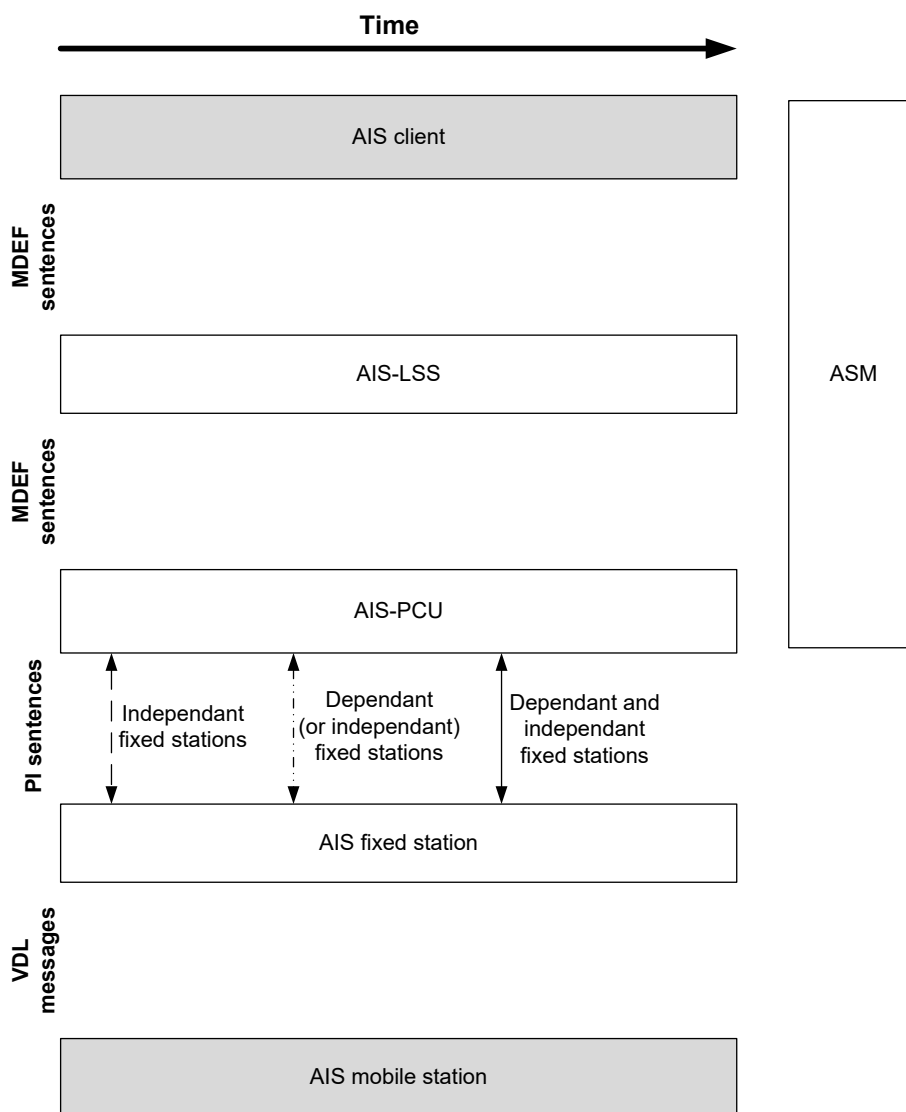 Time
AIS client
MDEF
sentences
AIS-LSS
ASM
MDEF
sentences
AIS-PCU
PI sentences
Independant
fixed stations
Dependant
(or independant)
fixed stations
Dependant and
independant
fixed stations
AIS fixed station
VDL
messages
AIS mobile station